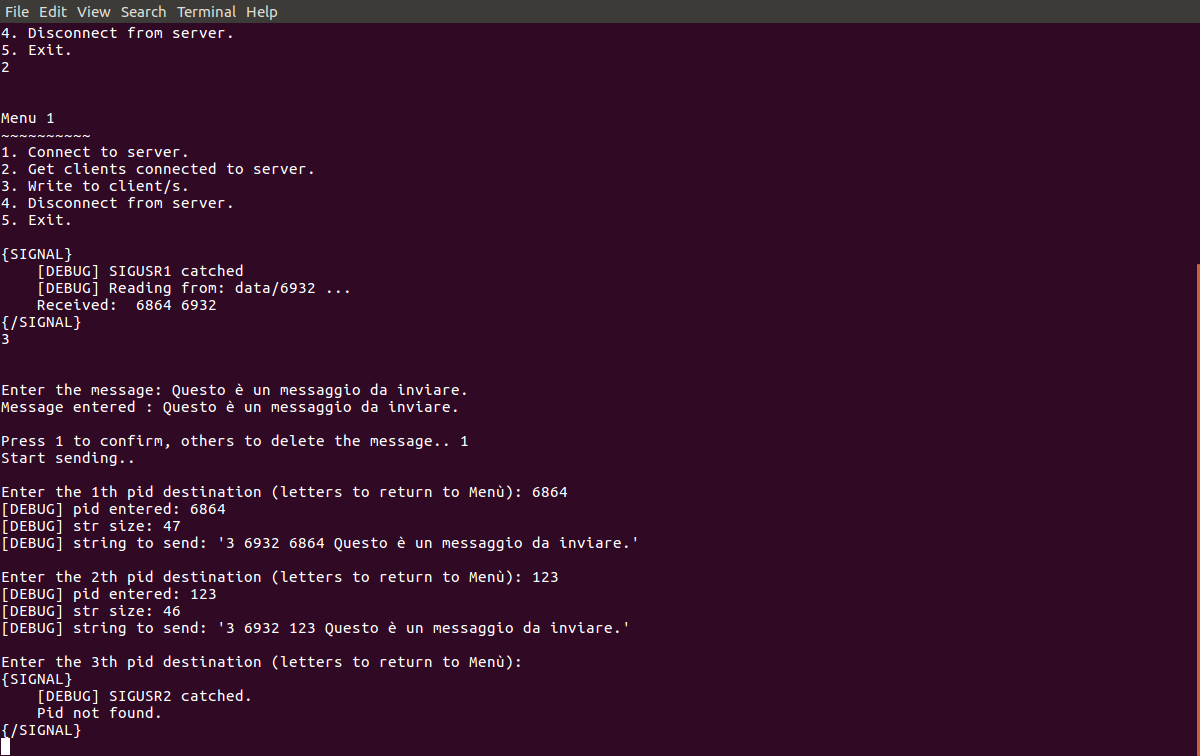 File Edit View Search Terminal Help
4. Disconnect from server.
5. Exit.
2
Menu 1
~~~~~~~~~~
1. Connect to server.
2. Get clients connected to server.
3. Write to client/s.
4. Disconnect from server.
5. Exit.
{SIGNAL}
    [DEBUG] SIGUSR1 catched
    [DEBUG] Reading from: data/6932 ...
    Received:  6864 6932
{/SIGNAL}
3
Enter the message: Questo è un messaggio da inviare.
Message entered : Questo è un messaggio da inviare.
Press 1 to confirm, others to delete the message.. 1
Start sending..
Enter the 1th pid destination (letters to return to Menù): 6864
[DEBUG] pid entered: 6864
[DEBUG] str size: 47
[DEBUG] string to send: '3 6932 6864 Questo è un messaggio da inviare.'
Enter the 2th pid destination (letters to return to Menù): 123
[DEBUG] pid entered: 123
[DEBUG] str size: 46
[DEBUG] string to send: '3 6932 123 Questo è un messaggio da inviare.'
Enter the 3th pid destination (letters to return to Menù):
{SIGNAL}
    [DEBUG] SIGUSR2 catched.
    Pid not found.
{/SIGNAL}